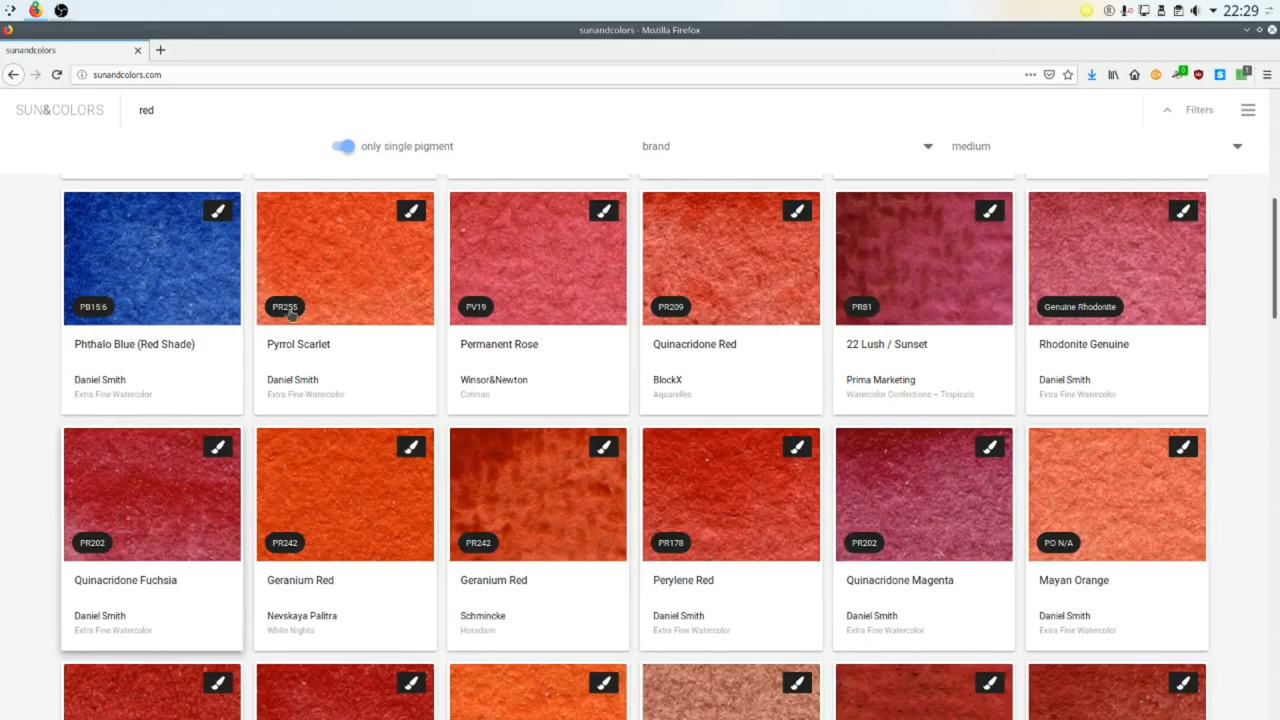 22:29
sunandcolors - Mozilla Firefox
sunandcolors
sunandcolors.com
0
1
SUN&COLORS
red
Filters
only single pigment
brand
medium
PB15:6
PR255
PV19
PR209
PR81
Genuine Rhodonite
Phthalo Blue (Red Shade)
Pyrrol Scarlet
Permanent Rose
Quinacridone Red
22 Lush / Sunset
Rhodonite Genuine
Daniel Smith
Daniel Smith
Winsor&Newton
BlockX
Prima Marketing
Daniel Smith
Extra Fine Watercolor
Extra Fine Watercolor
Cotman
Aquarelles
Watercolor Confections – Tropicals
Extra Fine Watercolor
PR202
PR242
PR242
PR178
PR202
PO N/A
Quinacridone Fuchsia
Geranium Red
Geranium Red
Perylene Red
Quinacridone Magenta
Mayan Orange
Daniel Smith
Nevskaya Palitra
Schmincke
Daniel Smith
Daniel Smith
Daniel Smith
Extra Fine Watercolor
White Nights
Horadam
Extra Fine Watercolor
Extra Fine Watercolor
Extra Fine Watercolor